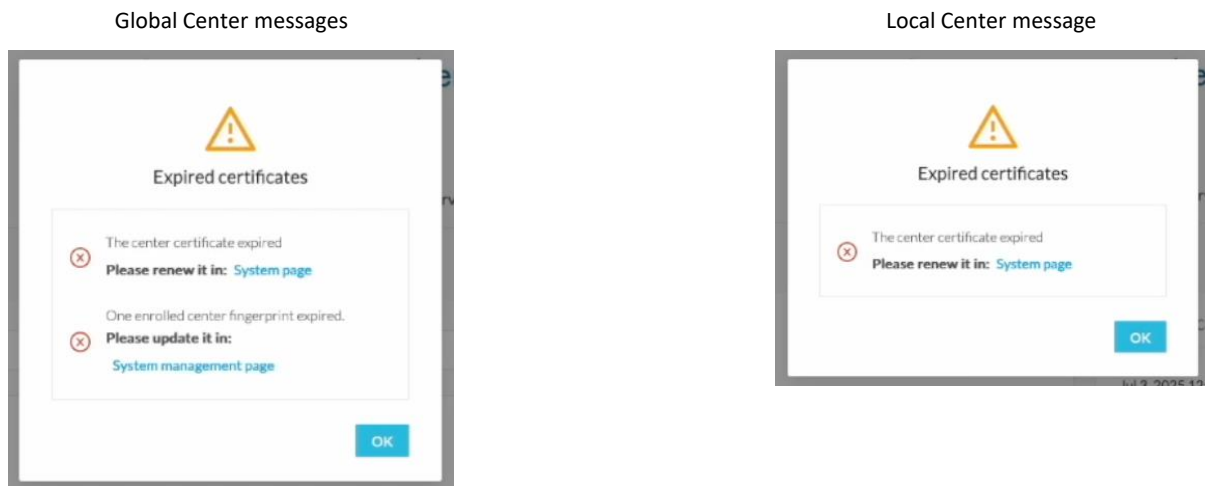 Global Center messages
Expired certificates
The center certificate expired
Please renew it in: System page
One enrolled center fingerprint expired.
Please update it in:
System management page
OK
Local Center message
Expired certificates
The center certificate expired
Please renew it in: System page
OK